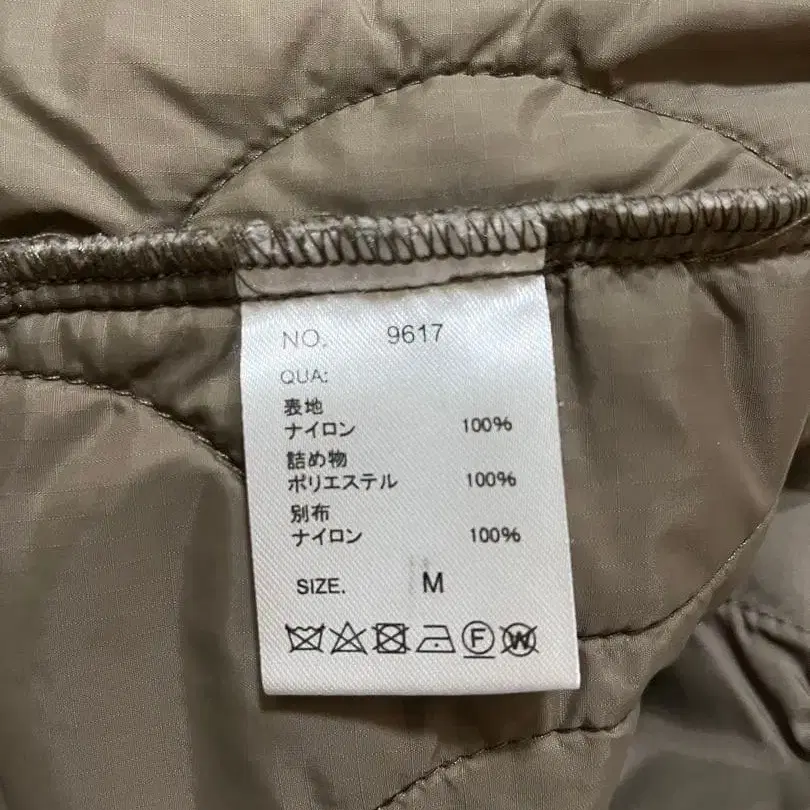 NO. 9617
QUA:
表地
ナイロン 100%
詰め物
ポリエステル 100%
別布
ナイロン 100%
SIZE. M
F W